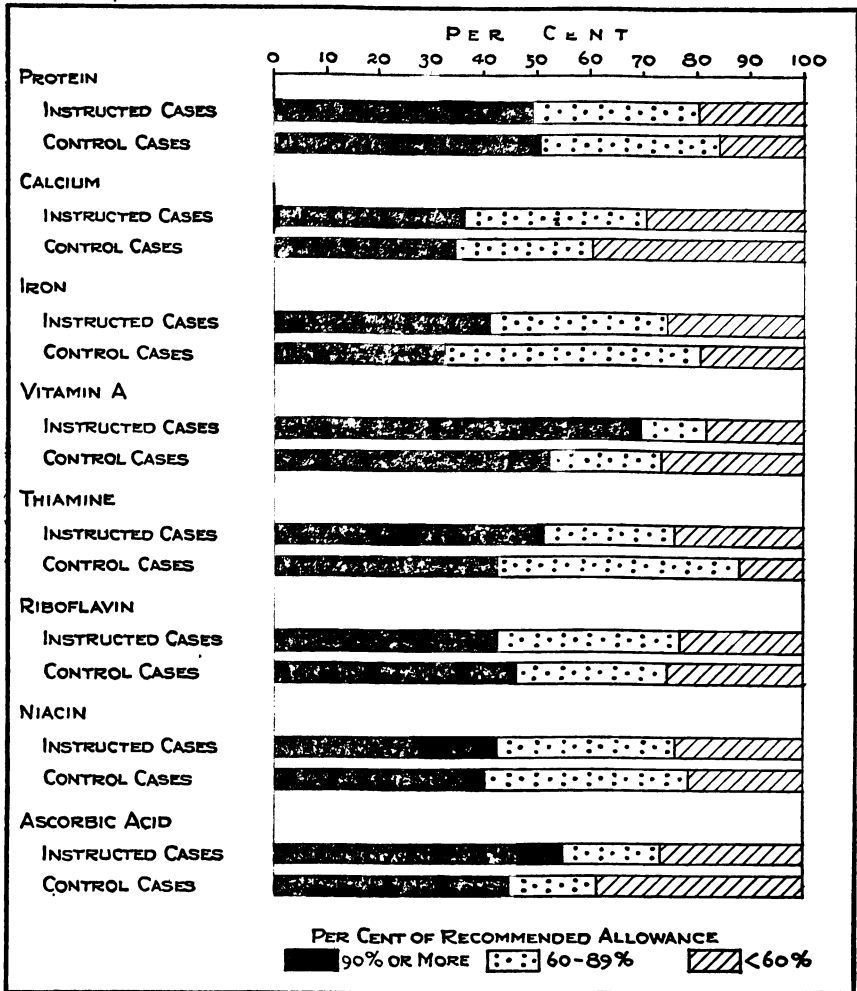 PER CENT
0 10 20 30 40 50 60 70 80 90 100
PROTEIN
INSTRUCTED CASES
CONTROL CASES
CALCIUM
INSTRUCTED CASES
CONTROL CASES
IRON
INSTRUCTED CASES
CONTROL CASES
VITAMIN A
INSTRUCTED CASES
CONTROL CASES
THIAMINE
INSTRUCTED CASES
CONTROL CASES
RIBOFLAVIN
INSTRUCTED CASES
CONTROL CASES
NIACIN
INSTRUCTED CASES
CONTROL CASES
ASCORBIC ACID
INSTRUCTED CASES
CONTROL CASES
PER CENT OF RECOMMENDED ALLOWANCE
90% OR MORE 60-89% <60%